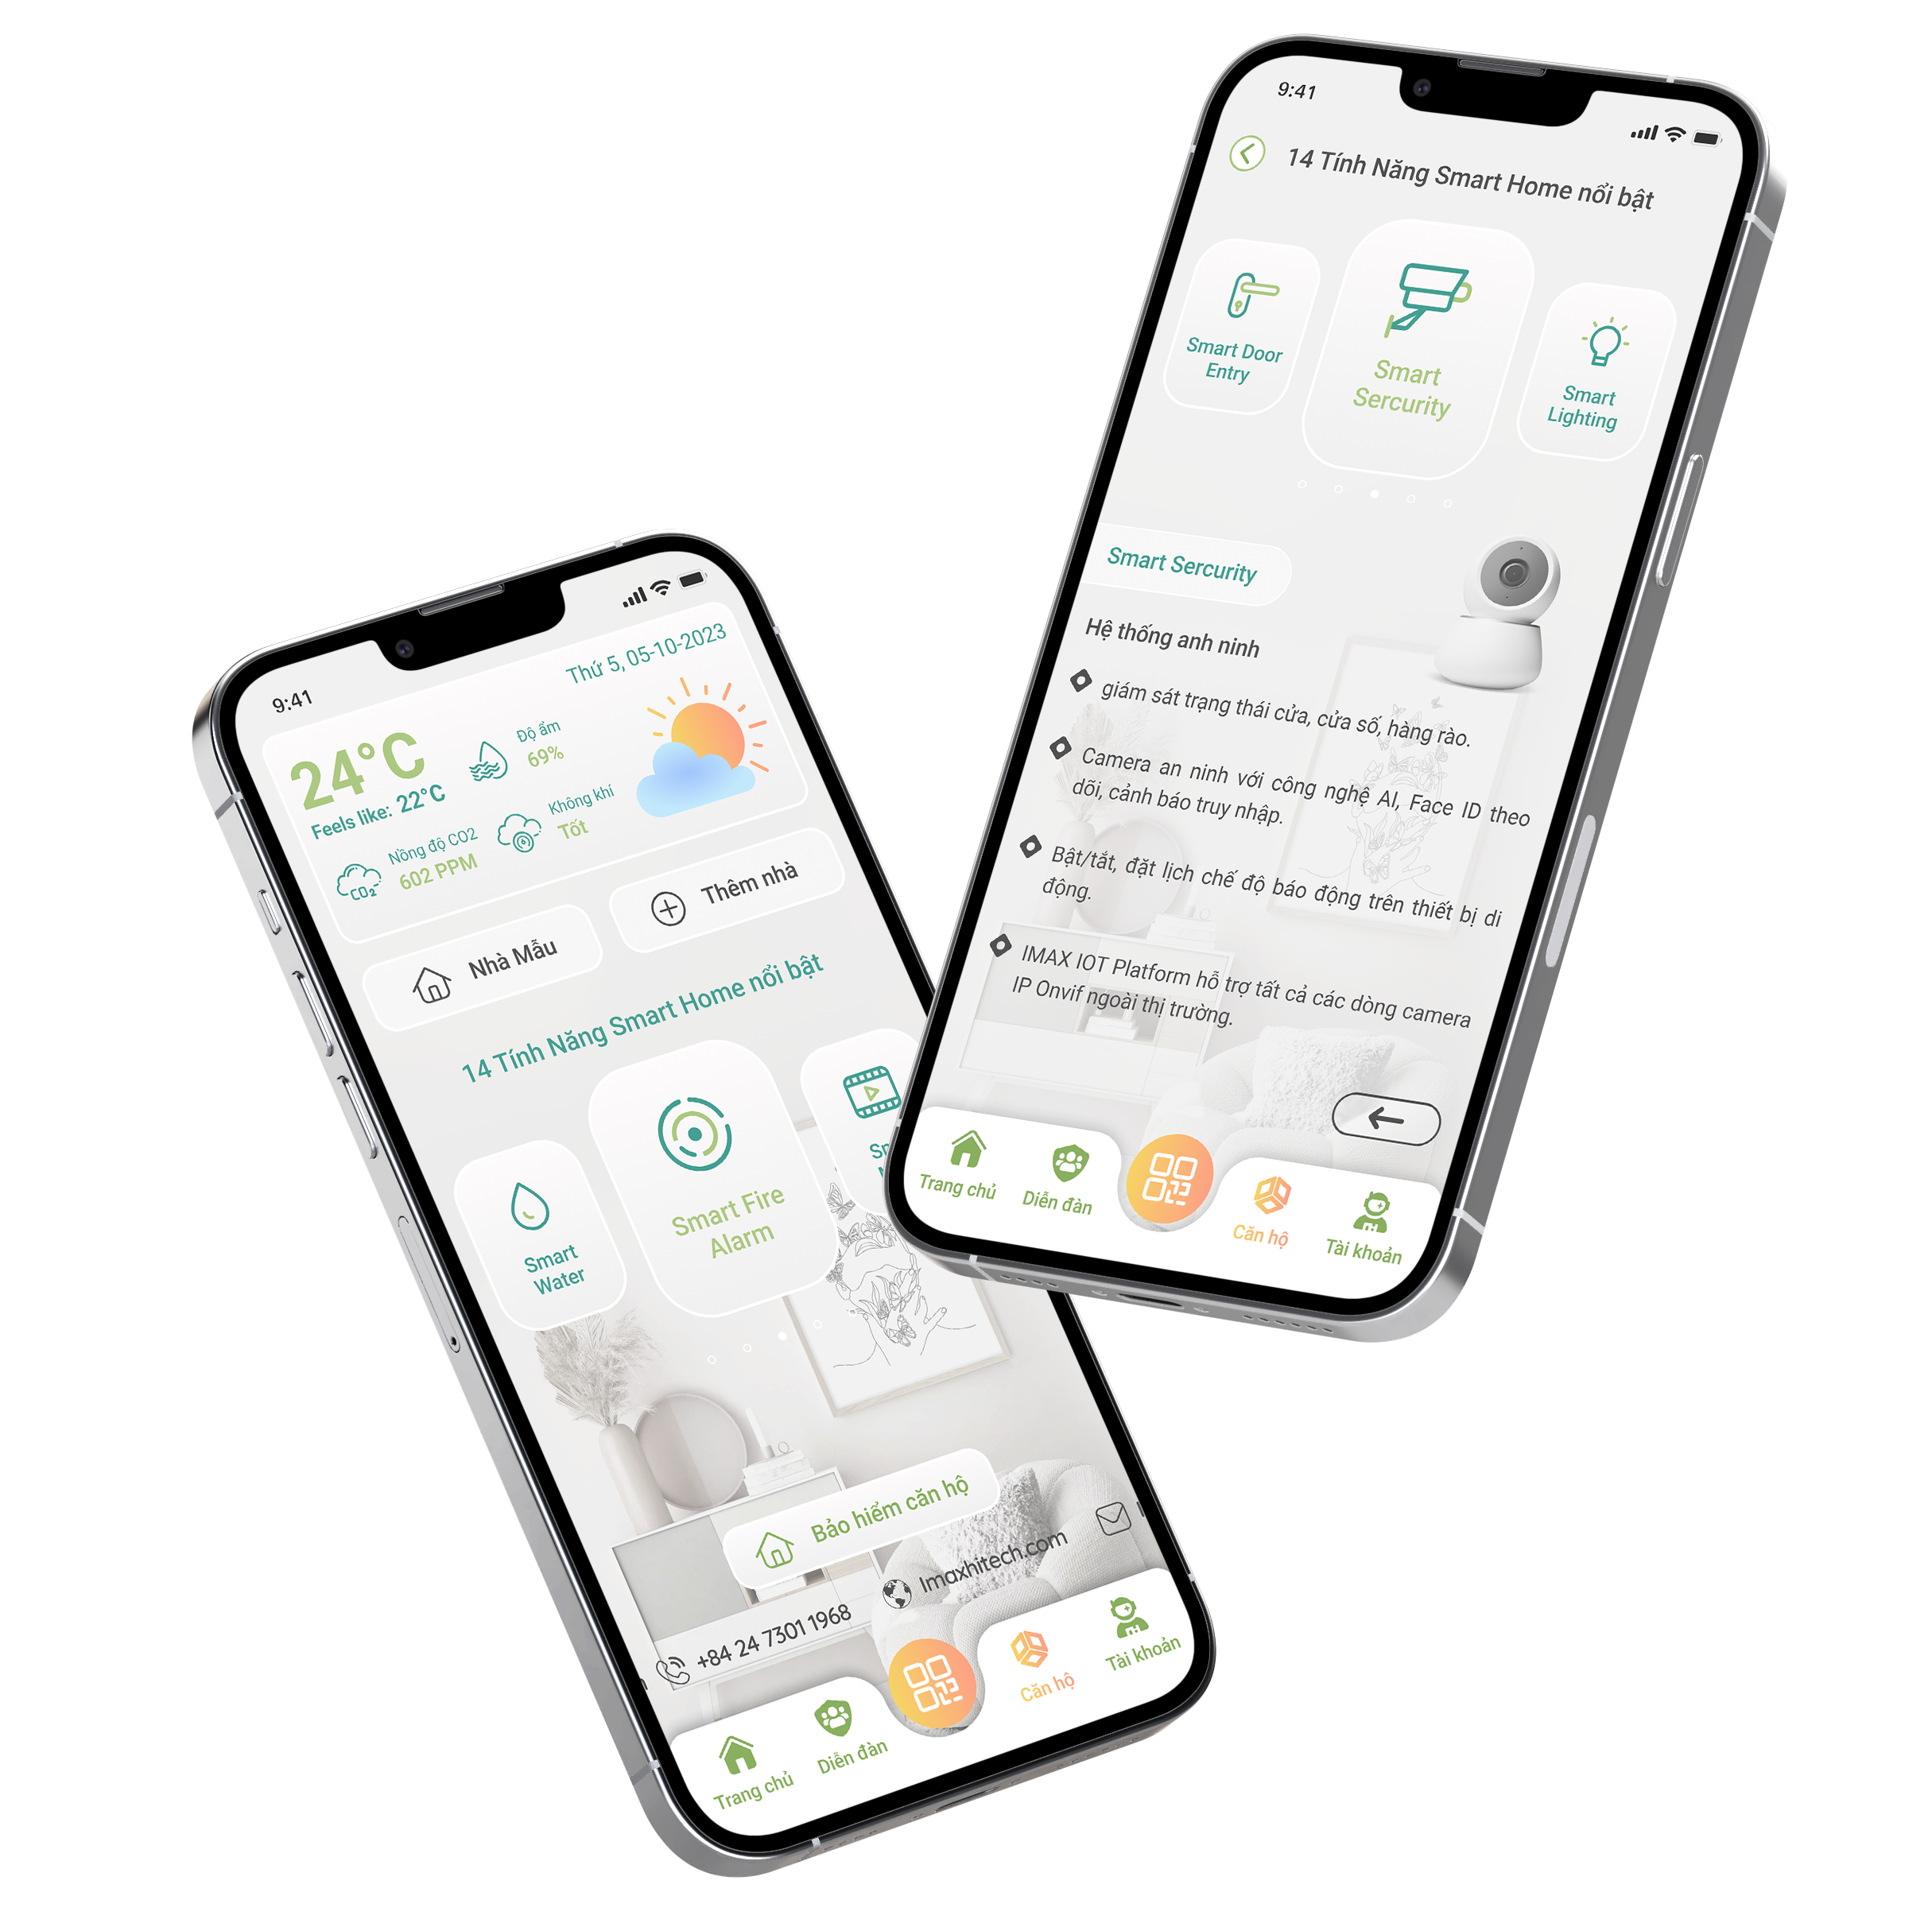 9:41
Thứ 5, 05-10-2023
24°C
Feels like: 22°C
Độ ẩm
69%
Nồng độ CO2
602 PPM
CO2
Không khí
Tốt
Nhà Mẫu
Thêm nhà
14 Tính Năng Smart Home nổi bật
Smart
Water
Smart Fire
Alarm
Bảo hiểm căn hộ
+84 24 7301 1968
Imaxhitech.com
Trang chủ
Diễn đàn
Căn hộ
Tài khoản
9:41
14 Tính Năng Smart Home nổi bật
Smart Door
Entry
Smart
Sercurity
Smart
Lighting
Smart Sercurity
Hệ thống anh ninh
giám sát trạng thái cửa, cửa sổ, hàng rào.
Camera an ninh với công nghệ AI, Face ID theo
dõi, cảnh báo truy nhập.
Bật/tắt, đặt lịch chế độ báo động trên thiết bị di
động.
IMAX IOT Platform hỗ trợ tất cả các dòng camera
IP Onvif ngoài thị trường.
Trang chủ
Diễn đàn
Căn hộ
Tài khoản